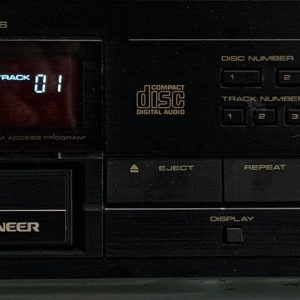 6
TRACK 01
M ACCESS PROGRAM
NEER
COMPACT
disc
DIGITAL AUDIO
DISC NUMBER
1 2
TRACK NUMBER
1 2 3
EJECT
REPEAT
DISPLAY